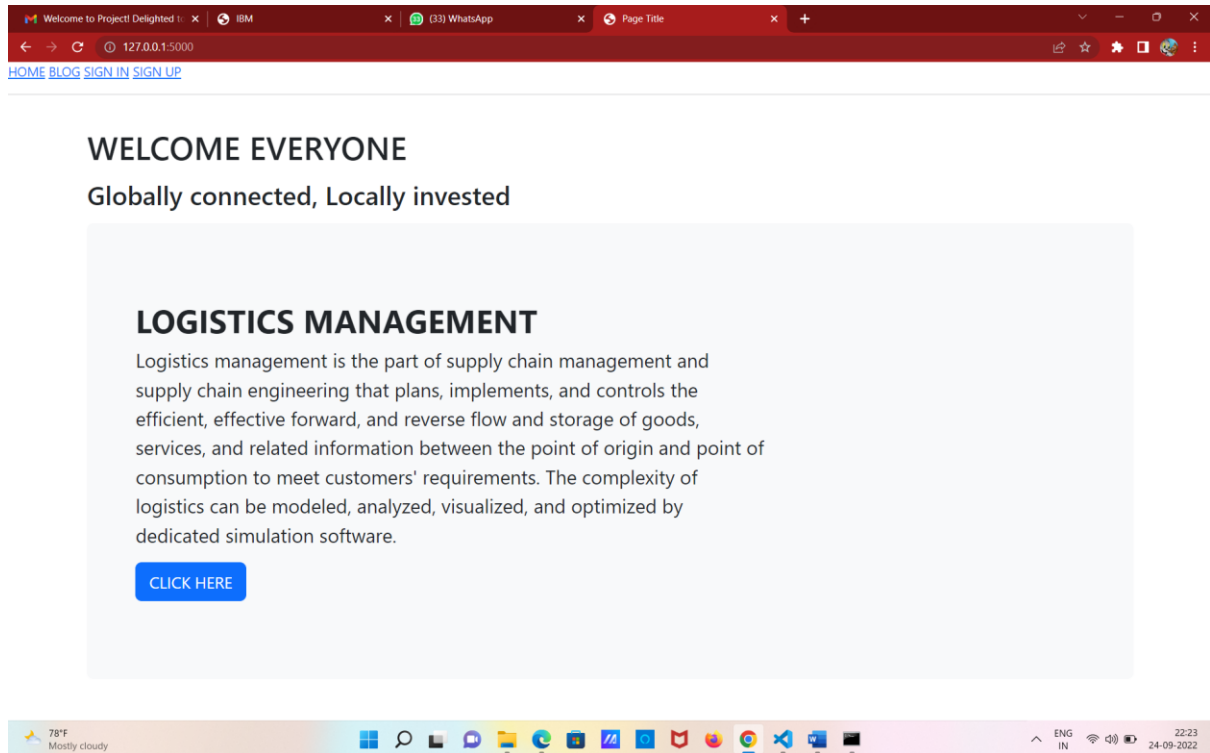 Welcome to Project! Delighted to
IBM
(33) WhatsApp
Page Title
127.0.0.1:5000
HOME BLOG SIGN IN SIGN UP
WELCOME EVERYONE
Globally connected, Locally invested
LOGISTICS MANAGEMENT
Logistics management is the part of supply chain management and
supply chain engineering that plans, implements, and controls the
efficient, effective forward, and reverse flow and storage of goods,
services, and related information between the point of origin and point of
consumption to meet customers' requirements. The complexity of
logistics can be modeled, analyzed, visualized, and optimized by
dedicated simulation software.
CLICK HERE
78°F
Mostly cloudy
ENG
IN
22:23
24-09-2022